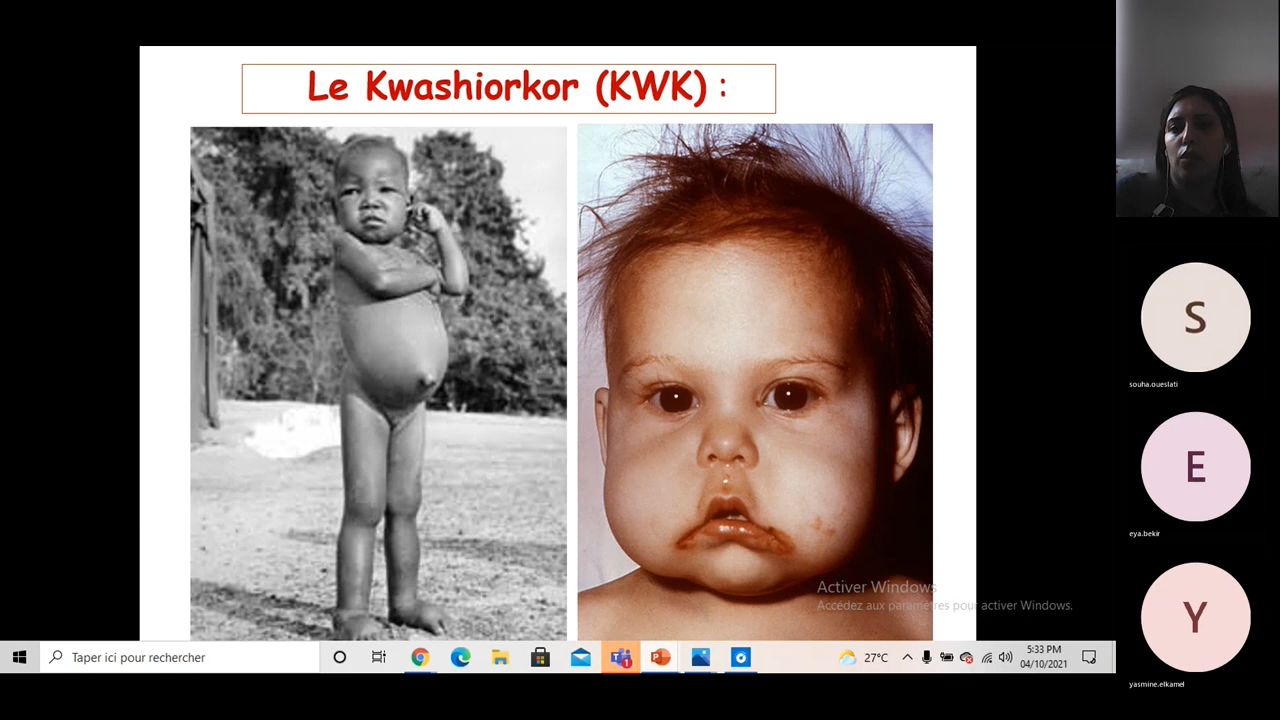 Le Kwashiorkor (KWK) :
S
souha.oueslati
E
eya.bekir
Activer Windows
Accédez aux paramètres pour activer Windows.
Y
yasmine.elkamel
Taper ici pour rechercher
1
27°C
5:33 PM
04/10/2021